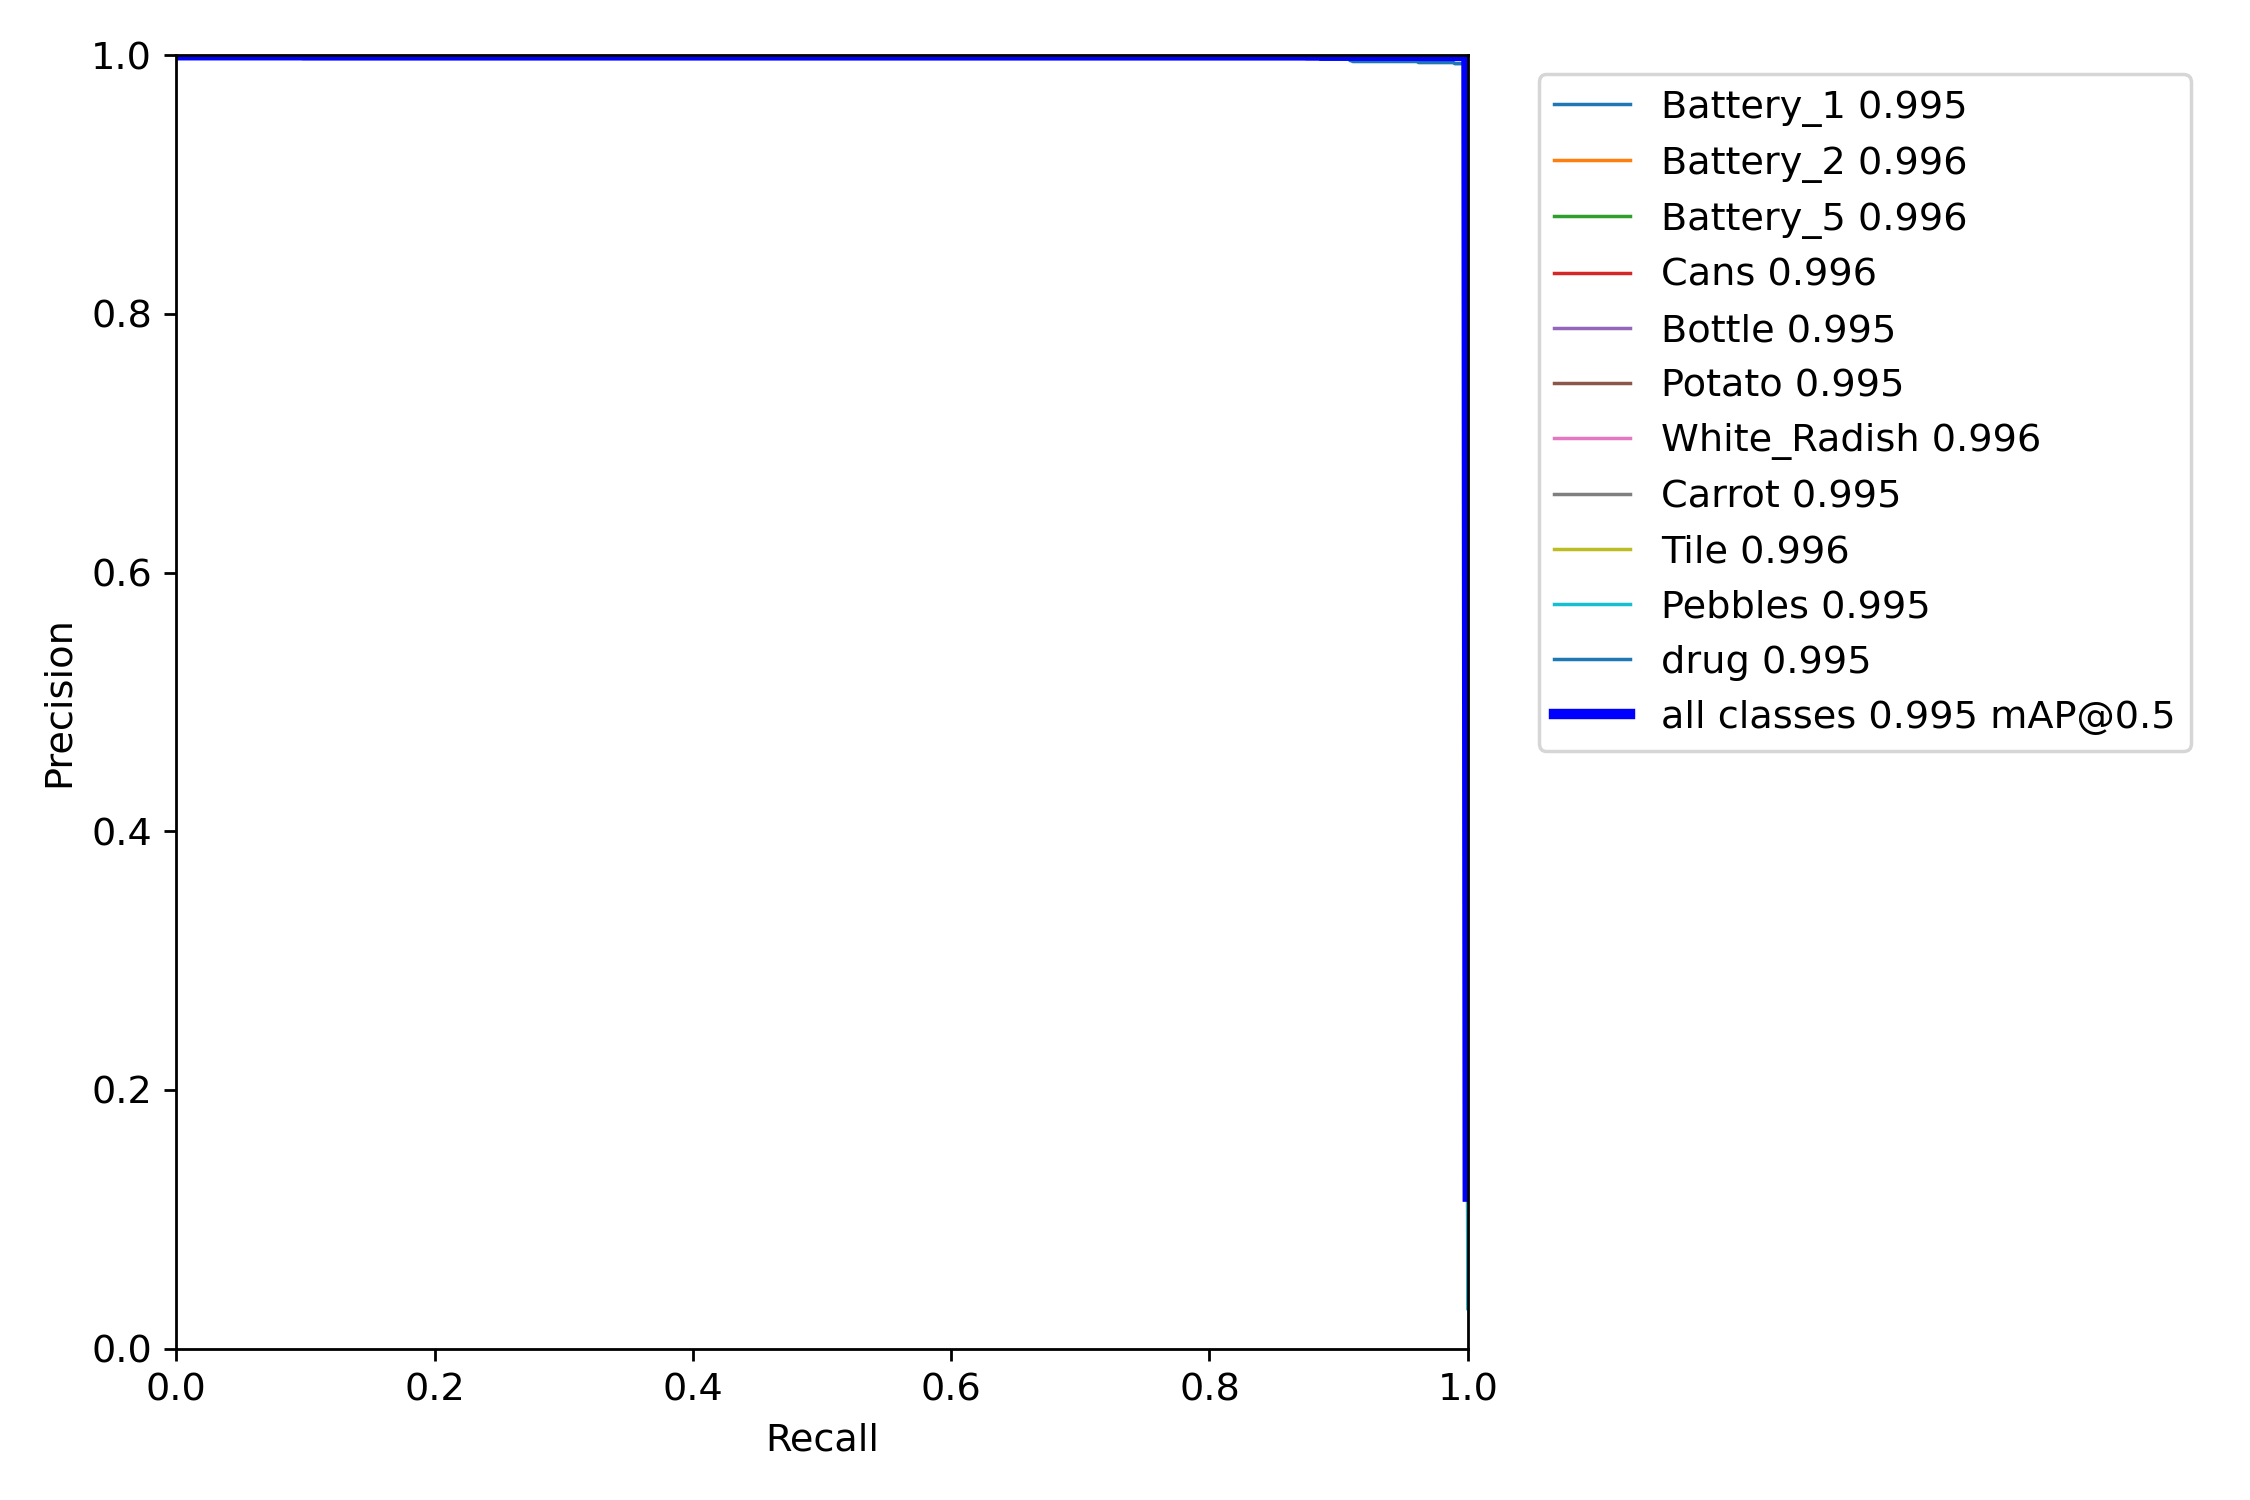 1.0
0.8
0.6
0.4
0.2
0.0
Precision
0.0 0.2 0.4 0.6 0.8 1.0
Recall
Battery_1 0.995
Battery_2 0.996
Battery_5 0.996
Cans 0.996
Bottle 0.995
Potato 0.995
White_Radish 0.996
Carrot 0.995
Tile 0.996
Pebbles 0.995
drug 0.995
all classes 0.995 mAP@0.5